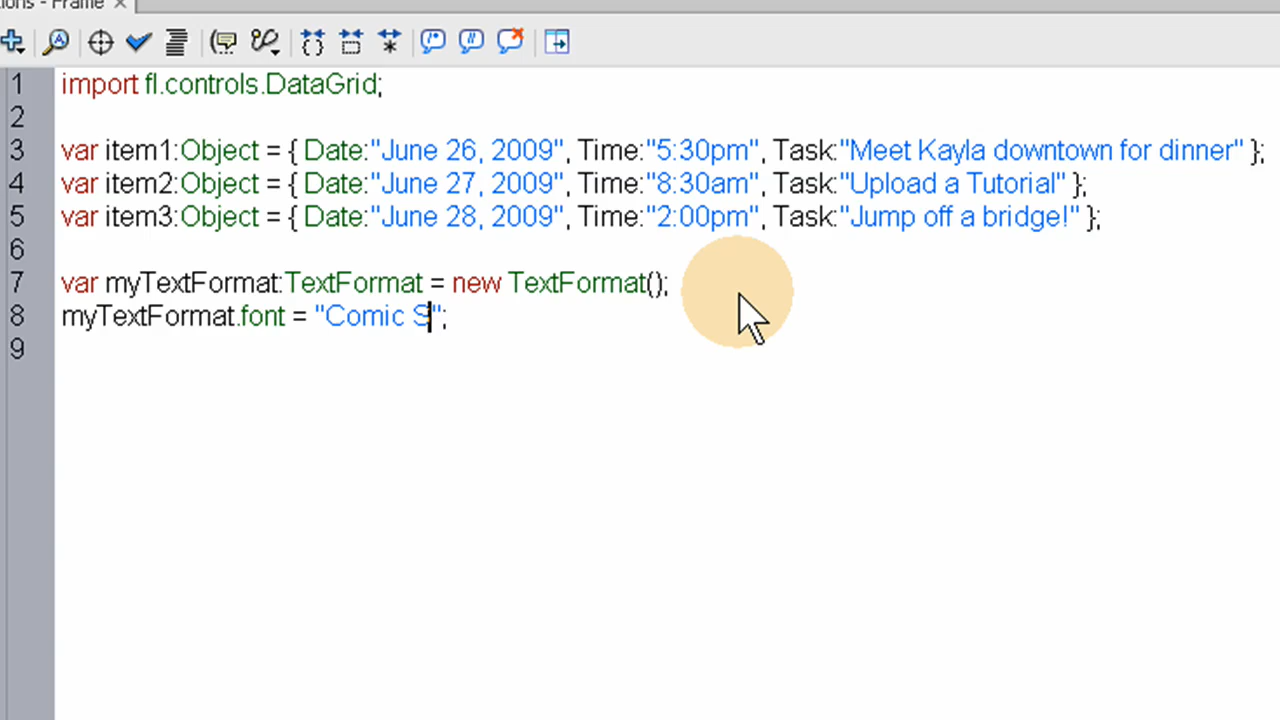 ions - Frame ×
1 import fl.controls.DataGrid;
2
3 var item1:Object = { Date:"June 26, 2009", Time:"5:30pm", Task:"Meet Kayla downtown for dinner" };
4 var item2:Object = { Date:"June 27, 2009", Time:"8:30am", Task:"Upload a Tutorial" };
5 var item3:Object = { Date:"June 28, 2009", Time:"2:00pm", Task:"Jump off a bridge!" };
6
7 var myTextFormat:TextFormat = new TextFormat();
8 myTextFormat.font = "Comic S";
9